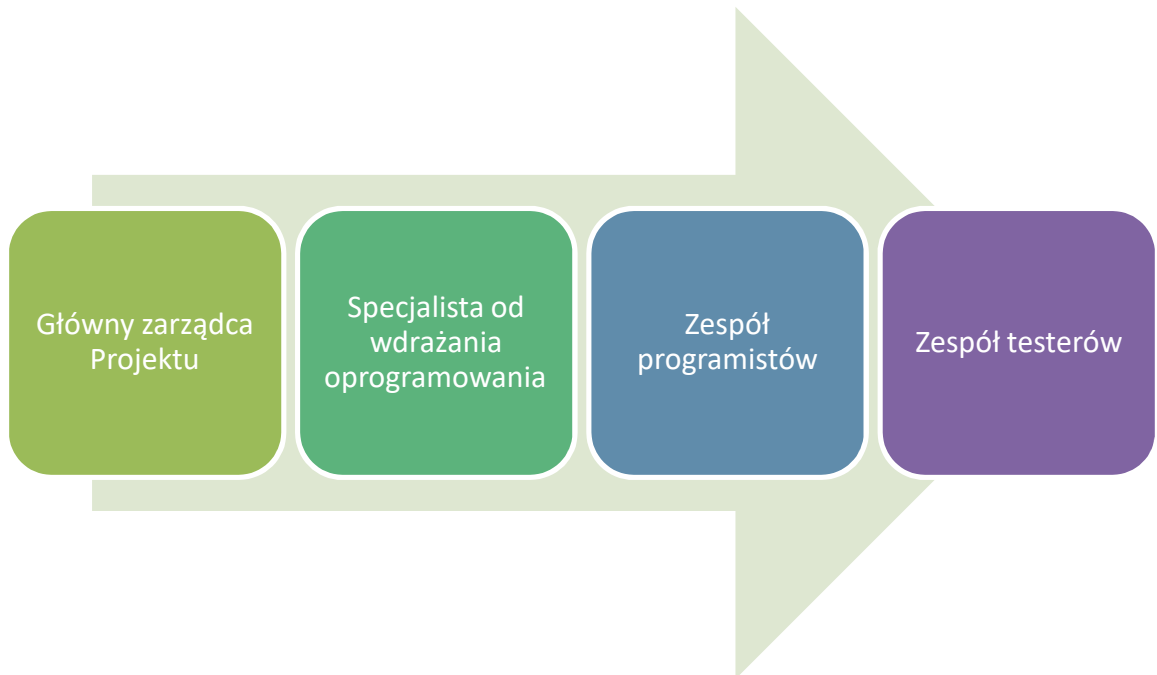 Główny zarządca
Projektu
Specjalista od
wdrażania
oprogramowania
Zespół
programistów
Zespół testerów